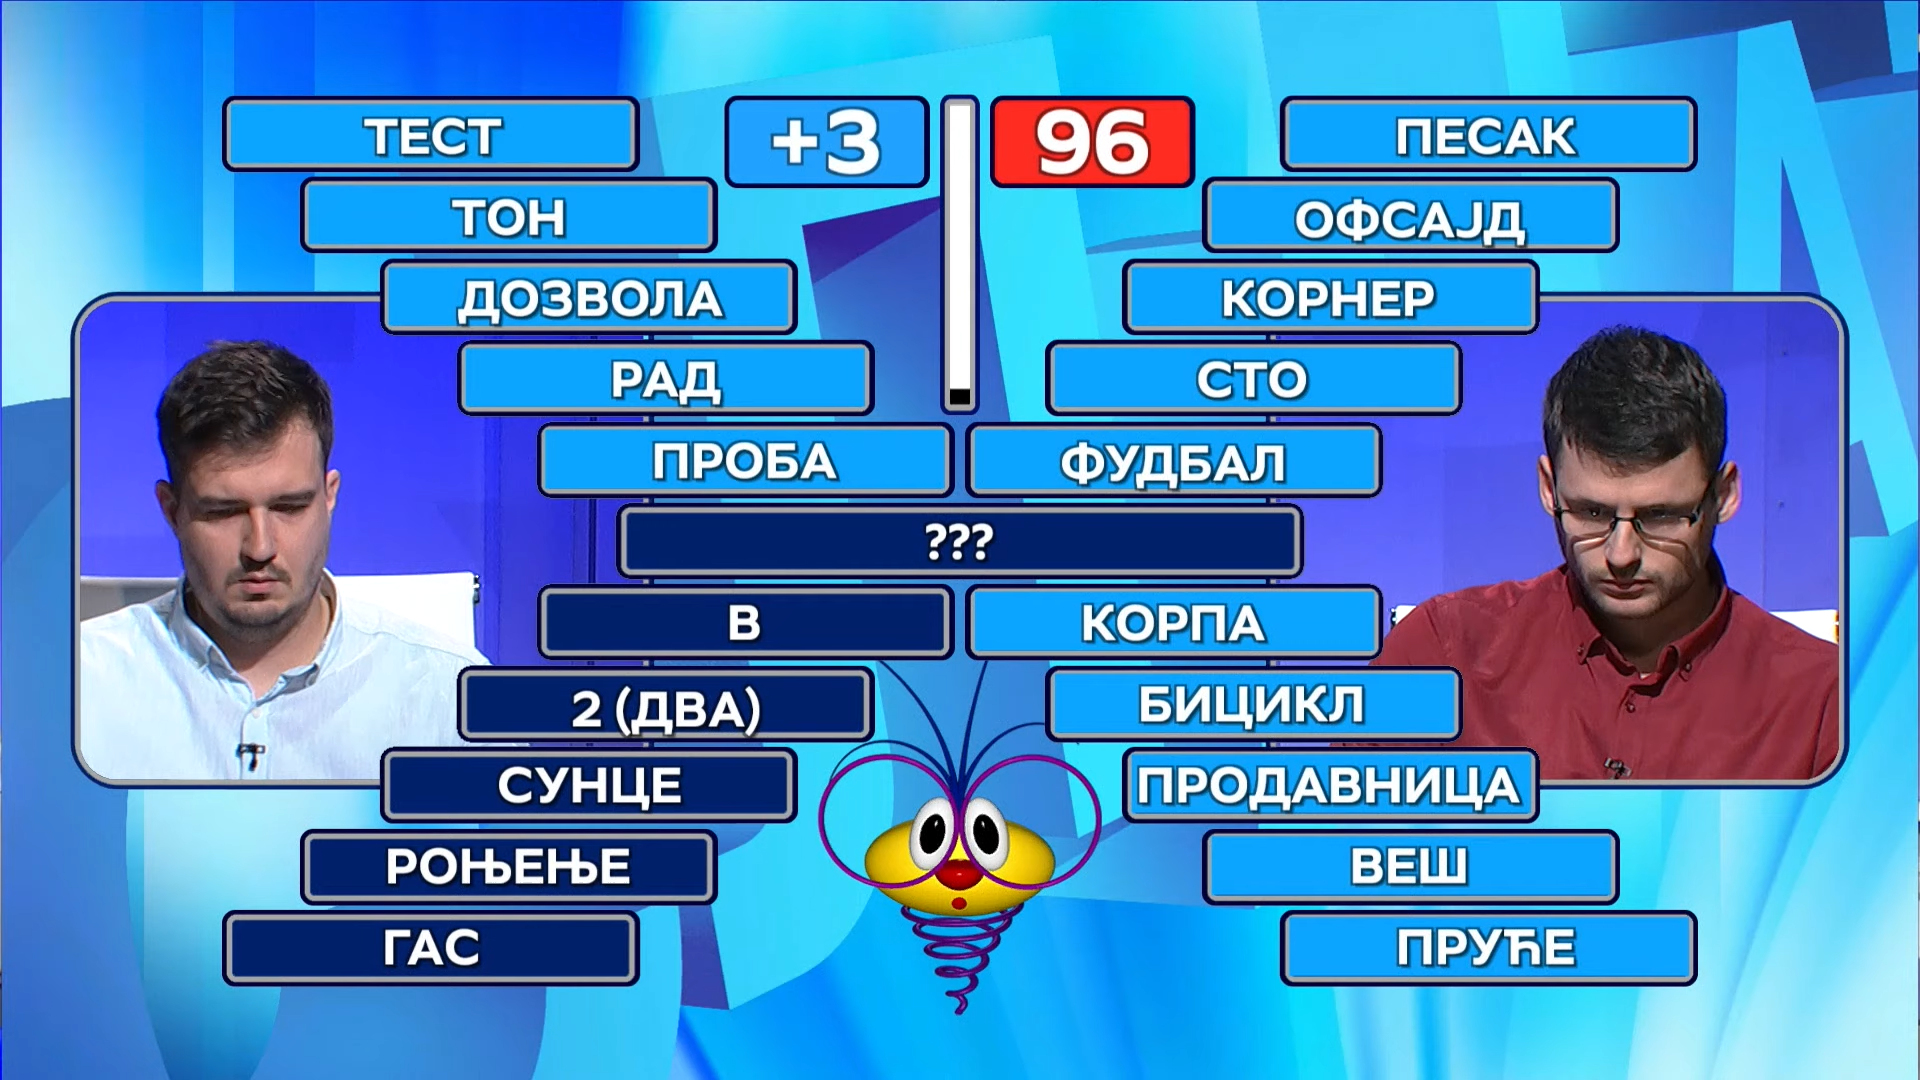 ТЕСТ
+3
96
ПЕСАК
ТОН
ОФСАЈД
ДОЗВОЛА
КОРНЕР
РАД
СТО
ПРОБА
ФУДБАЛ
???
В
КОРПА
2 (ДВА)
БИЦИКЛ
СУНЦЕ
ПРОДАВНИЦА
РОЊЕЊЕ
ВЕШ
ГАС
ПРУЋЕ